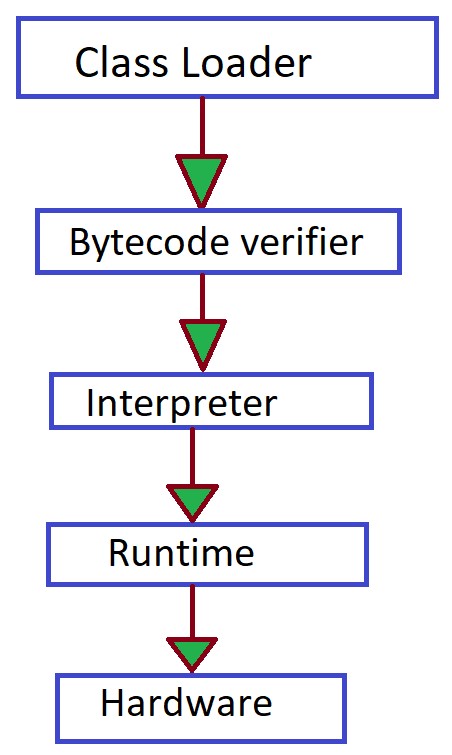 Class Loader
Bytecode verifier
Interpreter
Runtime
Hardware